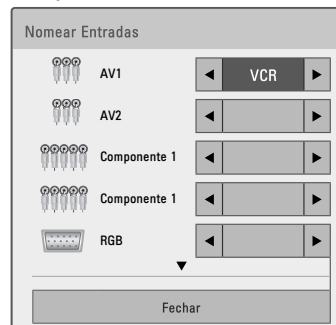 Nomear Entradas
AV1 VCR
AV2
Componente 1
Componente 1
RGB
Fechar